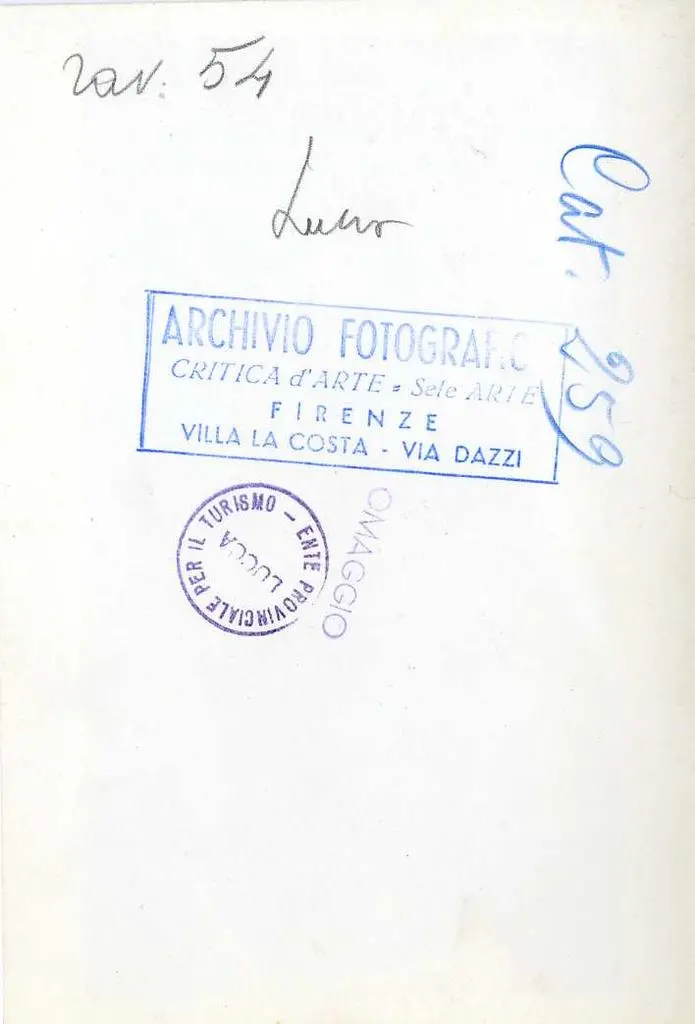 tav. 54
Lucca
Cat. 259
ARCHIVIO FOTOGRAFIC
CRITICA d'ARTE = Sele ARTE
FIRENZE
VILLA LA COSTA - VIA DAZZI
ENTE PROVINCIALE PER IL TURISMO –
LUCCA
OMAGGIO